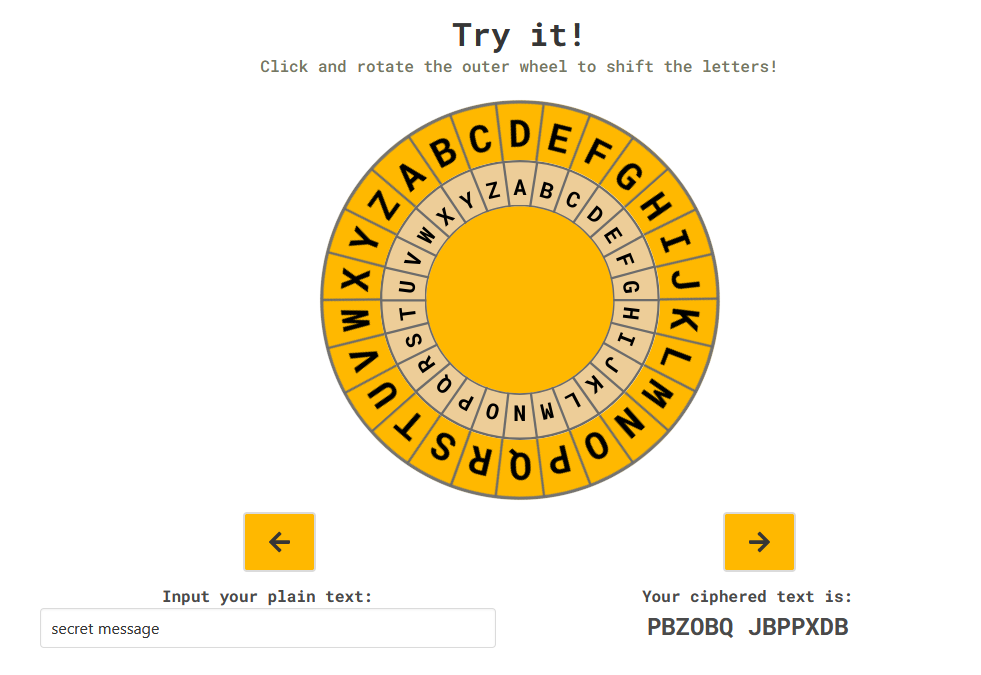 Try it!
Click and rotate the outer wheel to shift the letters!
D E F G H I J K L M N O P Q R S T U V W X Y Z A B C
A B C D E F G H I J K L M N O P Q R S T U V W X Y Z
← →
Input your plain text:
secret message
Your ciphered text is:
PBZOBQ JBPPXDB